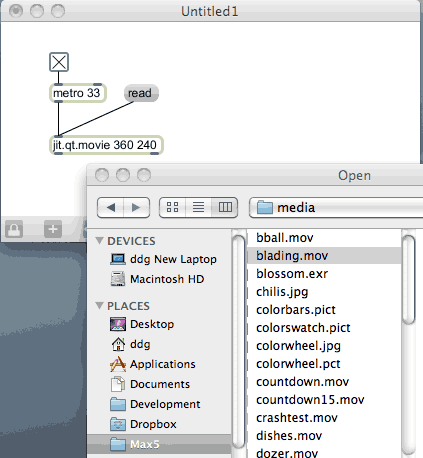 Untitled1
metro 33
read
jit.qt.movie 360 240
Open
media
DEVICES
ddg New Laptop
Macintosh HD
PLACES
Desktop
ddg
Applications
Documents
Development
Dropbox
Max5
bball.mov
blading.mov
blossom.exr
chilis.jpg
colorbars.pict
colorswatch.pict
colorwheel.jpg
colorwheel.pct
countdown.mov
countdown15.mov
crashtest.mov
dishes.mov
dozer.mov